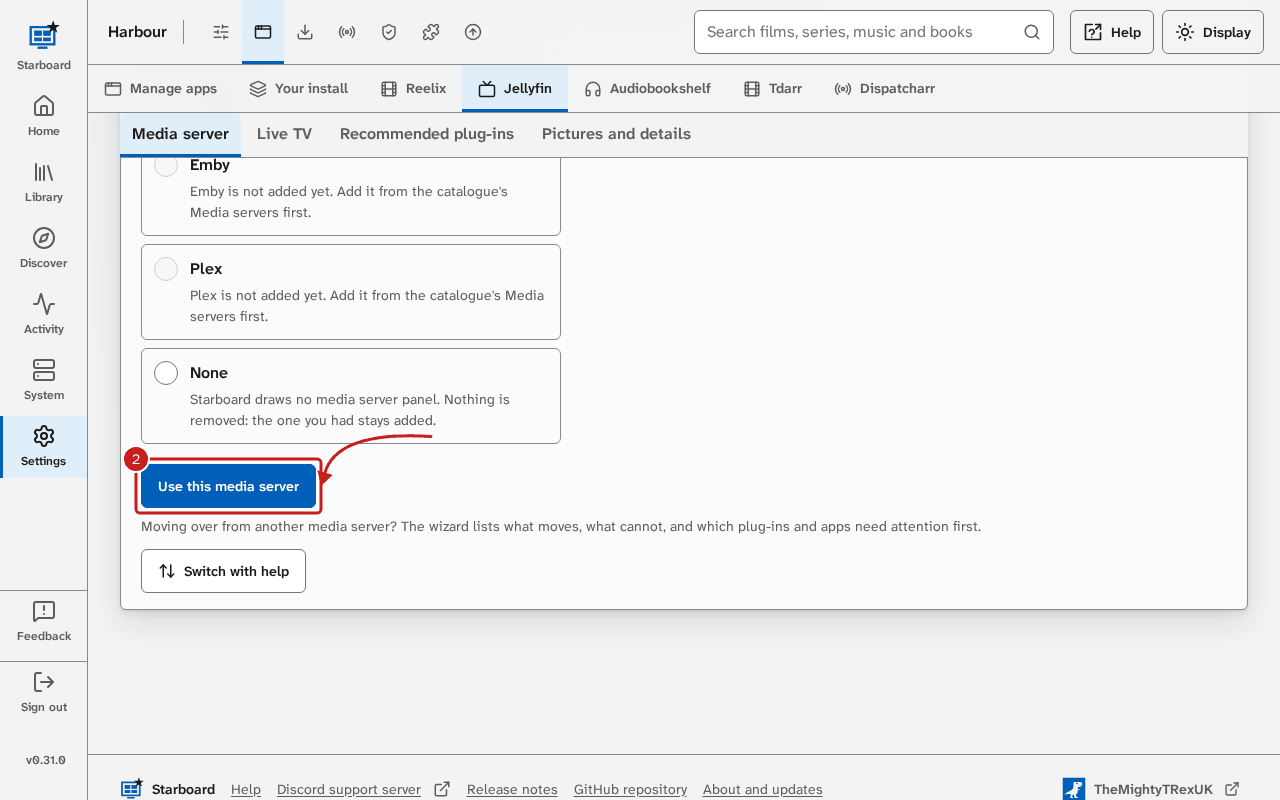 Starboard
Harbour
Search films, series, music and books
Help
Display
Manage apps
Your install
Reelix
Jellyfin
Audiobookshelf
Tdarr
Dispatcharr
Home
Library
Discover
Activity
System
Settings
Feedback
Sign out
v0.31.0
Media server
Live TV
Recommended plug-ins
Pictures and details
Emby
Emby is not added yet. Add it from the catalogue's
Media servers first.
Plex
Plex is not added yet. Add it from the catalogue's Media
servers first.
None
Starboard draws no media server panel. Nothing is
removed: the one you had stays added.
2
Use this media server
Moving over from another media server? The wizard lists what moves, what cannot, and which plug-ins and apps need attention first.
Switch with help
Starboard
Help
Discord support server
Release notes
GitHub repository
About and updates
TheMightyTRexUK